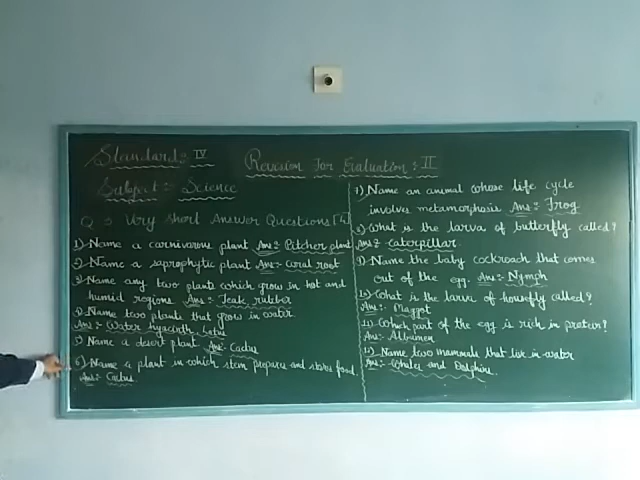 Standard:- IV
Revision For Evaluation:- II
Subject:- Science
Q Very Short Answer Questions [4]
1) Name a carnivorous plant Ans:- Pitcher plant
2) Name a saprophytic plant Ans:- Coral root
3) Name any two plants which grow in hot and
humid regions Ans:- Teak, rubber
4) Name two plants that grow in water
Ans:- Water hyacinth, Lotus
5) Name a desert plant Ans:- Cactus
6) Name a plant in which stem prepares and stores food.
Ans:- Cactus.
7) Name an animal whose life cycle
involves metamorphosis Ans:- Frog
8) What is the larva of butterfly called?
Ans:- Caterpillar
9) Name the baby cockroach that comes
out of the egg. Ans:- Nymph
10) What is the larva of housefly called?
Ans:- Maggot
11) Which part of the egg is rich in protein?
Ans:- Albumen
12) Name two mammals that live in water
Ans:- Whales and Dolphins.